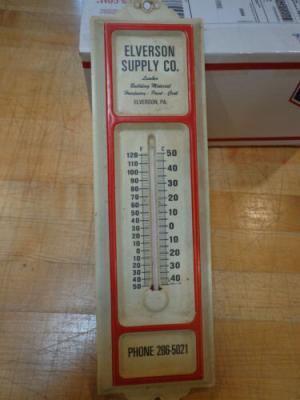 ELVERSON
SUPPLY CO.
Lumber
Building Material
Hardware - Paint - Coal
ELVERSON, PA.
F C
120 50
110
100 40
90 30
80
70 20
60
50 10
40
30 0
20 10
10
0 20
10
20 30
30
40 40
50
PHONE 286-5021